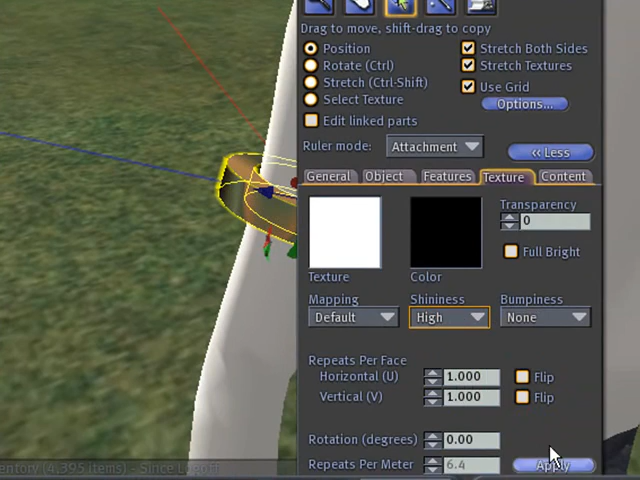 Drag to move, shift-drag to copy
Position
Rotate (Ctrl)
Stretch (Ctrl-Shift)
Select Texture
Edit linked parts
Stretch Both Sides
Stretch Textures
Use Grid
Options...
Ruler mode: Attachment
<< Less
General Object Features Texture Content
Texture
Color
Transparency
0
Full Bright
Mapping Shininess Bumpiness
Default High None
Repeats Per Face
Horizontal (U) 1.000 Flip
Vertical (V) 1.000 Flip
Rotation (degrees) 0.00
Repeats Per Meter 6.4 Apply
entory (4,395 items) - Since Logoff